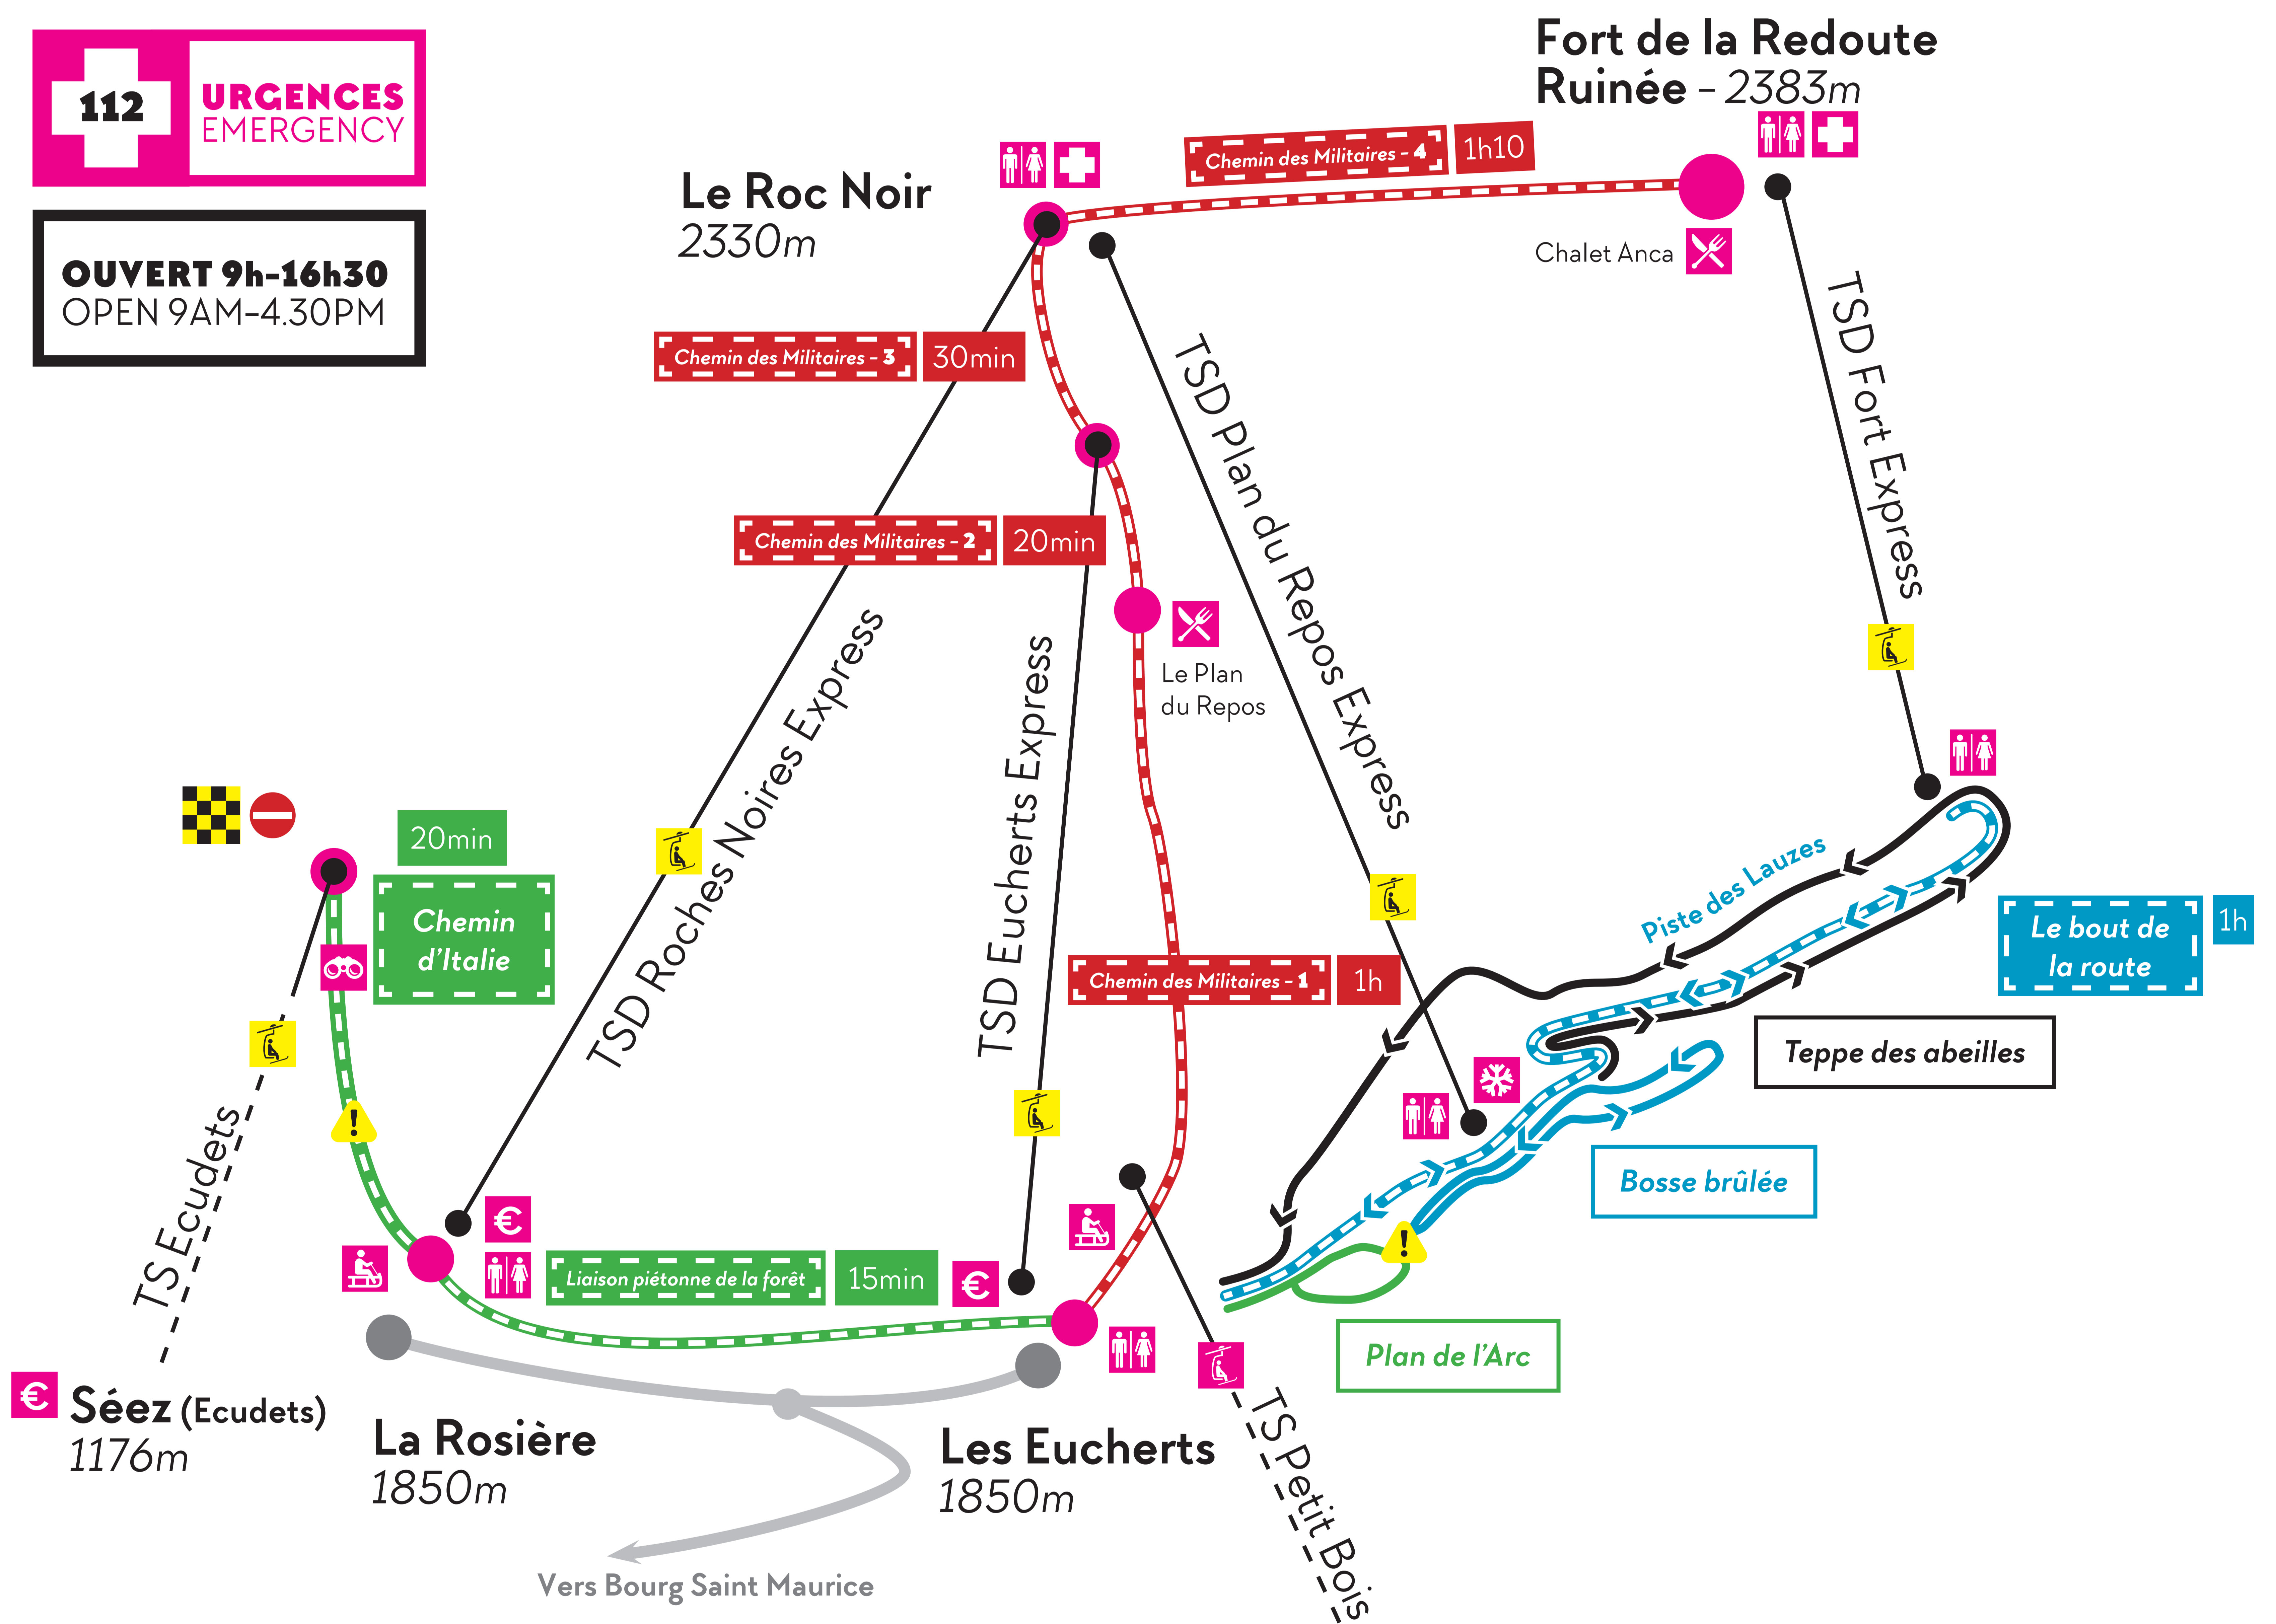 112
URGENCES
EMERGENCY
OUVERT 9h-16h30
OPEN 9AM-4.30PM
Fort de la Redoute
Ruinée - 2383m
Chemin des Militaires - 4
1h10
Le Roc Noir
2330m
Chalet Anca
Chemin des Militaires - 3
30min
TSD Fort Express
TSD Plan du Repos Express
Chemin des Militaires - 2
20min
Le Plan
du Repos
TSD Roches Noires Express
TSD Eucherts Express
20min
Chemin
d'Italie
Piste des Lauzes
Le bout de
la route
1h
Chemin des Militaires - 1
1h
Teppe des abeilles
!
TS Ecudets
Bosse brûlée
€
!
Liaison piétonne de la forêt
15min
€
Plan de l'Arc
€
Séez (Ecudets)
1176m
La Rosière
1850m
Les Eucherts
1850m
TS Petit Bois
Vers Bourg Saint Maurice